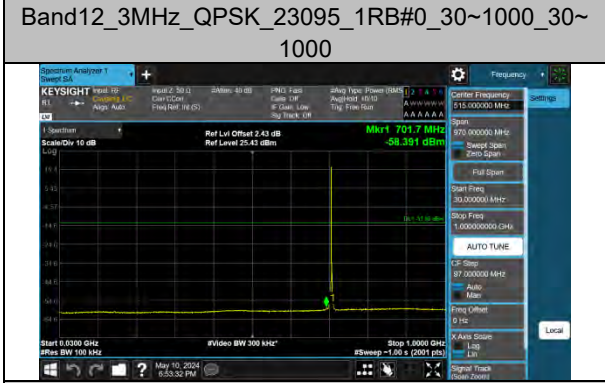 Band12_3MHz_QPSK_23095_1RB#0_30~1000_30~
1000
Spectrum Analyzer 1
Swept SA
+
Frequency
KEYSIGHT Input: RF
RL
Align: Auto
Input Z: 50 Ω
Corr CCorr
Freq Ref: Int (S)
#Atten: 40 dB
PNO: Fast
Gate: Off
IF Gain: Low
Sig Track: Off
#Avg Type: Power (RMS
Trig: Free Run
Center Frequency
515.000000 MHz
Settings
Span
970.000000 MHz
Swept Span
Zero Span
Full Span
Start Freq
30.000000 MHz
Stop Freq
1.000000000 GHz
AUTO TUNE
CF Step
97.000000 MHz
Auto
Man
Freq Offset
0 Hz
X Axis Scale
Log
Lin
Signal Track
(Span Zoom)
Local
1 Spectrum
Scale/Div 10 dB
Log
Ref Lvl Offset 2.43 dB
Ref Level 25.43 dBm
Mkr1 701.7 MHz
-58.391 dBm
1
Start 0.0300 GHz
#Res BW 100 kHz
#Video BW 300 kHz*
Stop 1.0000 GHz
#Sweep ~1.00 s (2001 pts)
May 10, 2024
6:53:32 PM